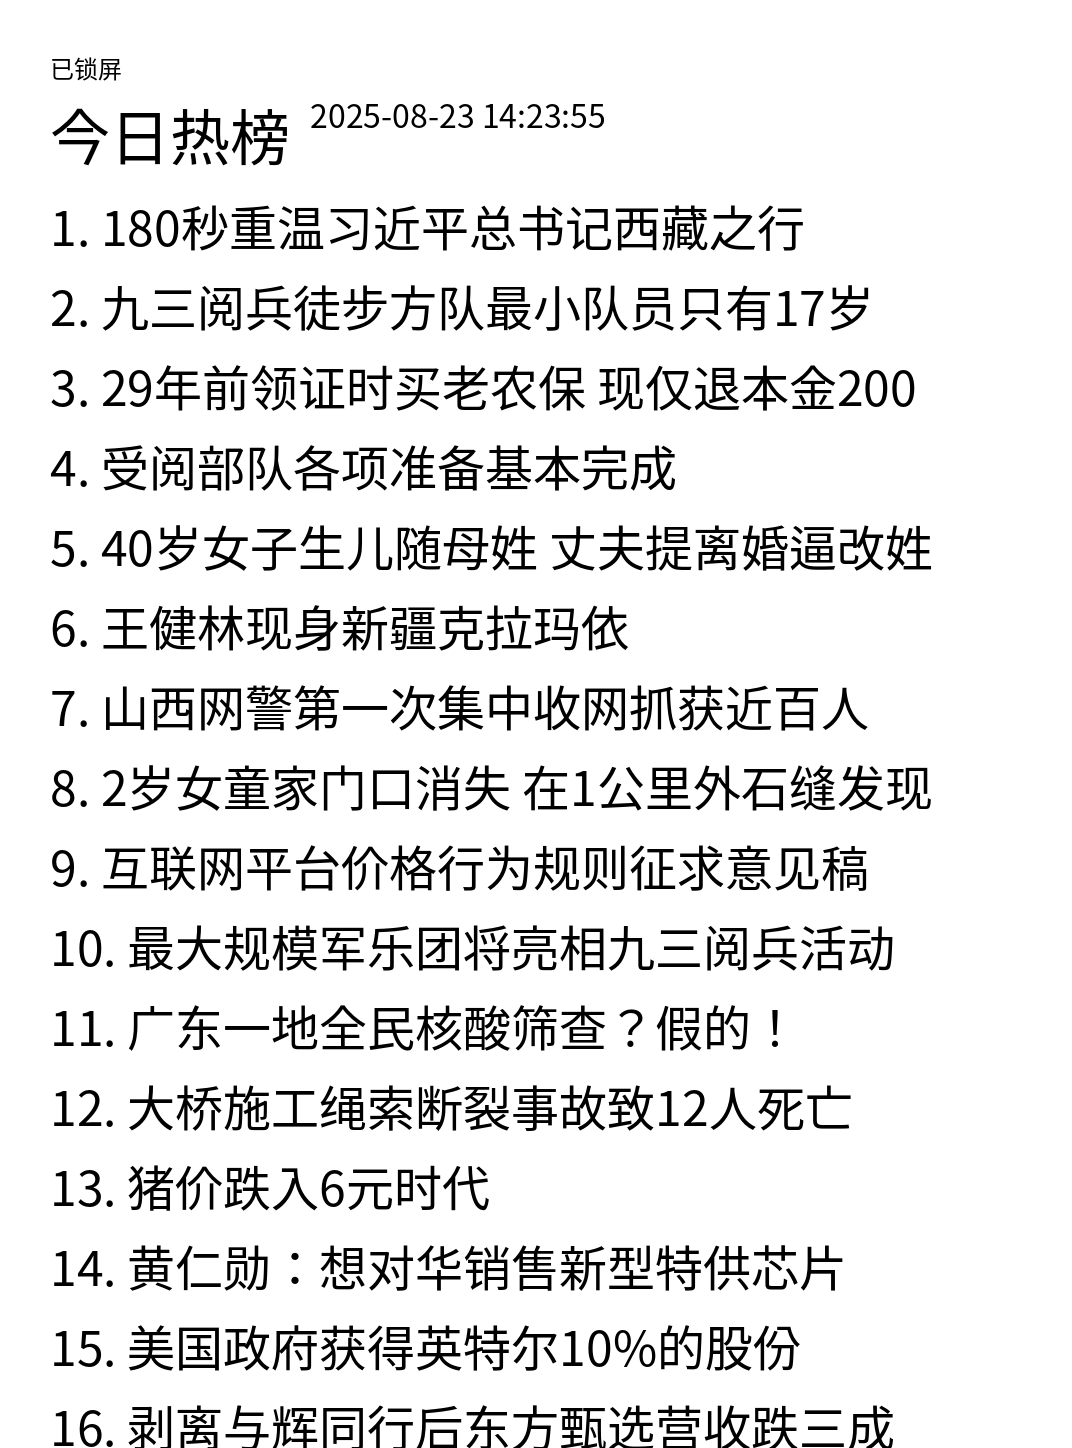 已锁屏
今日热榜 2025-08-23 14:23:55
1. 180秒重温习近平总书记西藏之行
2. 九三阅兵徒步方队最小队员只有17岁
3. 29年前领证时买老农保 现仅退本金200
4. 受阅部队各项准备基本完成
5. 40岁女子生儿随母姓 丈夫提离婚逼改姓
6. 王健林现身新疆克拉玛依
7. 山西网警第一次集中收网抓获近百人
8. 2岁女童家门口消失 在1公里外石缝发现
9. 互联网平台价格行为规则征求意见稿
10. 最大规模军乐团将亮相九三阅兵活动
11. 广东一地全民核酸筛查？假的！
12. 大桥施工绳索断裂事故致12人死亡
13. 猪价跌入6元时代
14. 黄仁勋：想对华销售新型特供芯片
15. 美国政府获得英特尔10%的股份
16. 剥离与辉同行后东方甄选营收跌三成